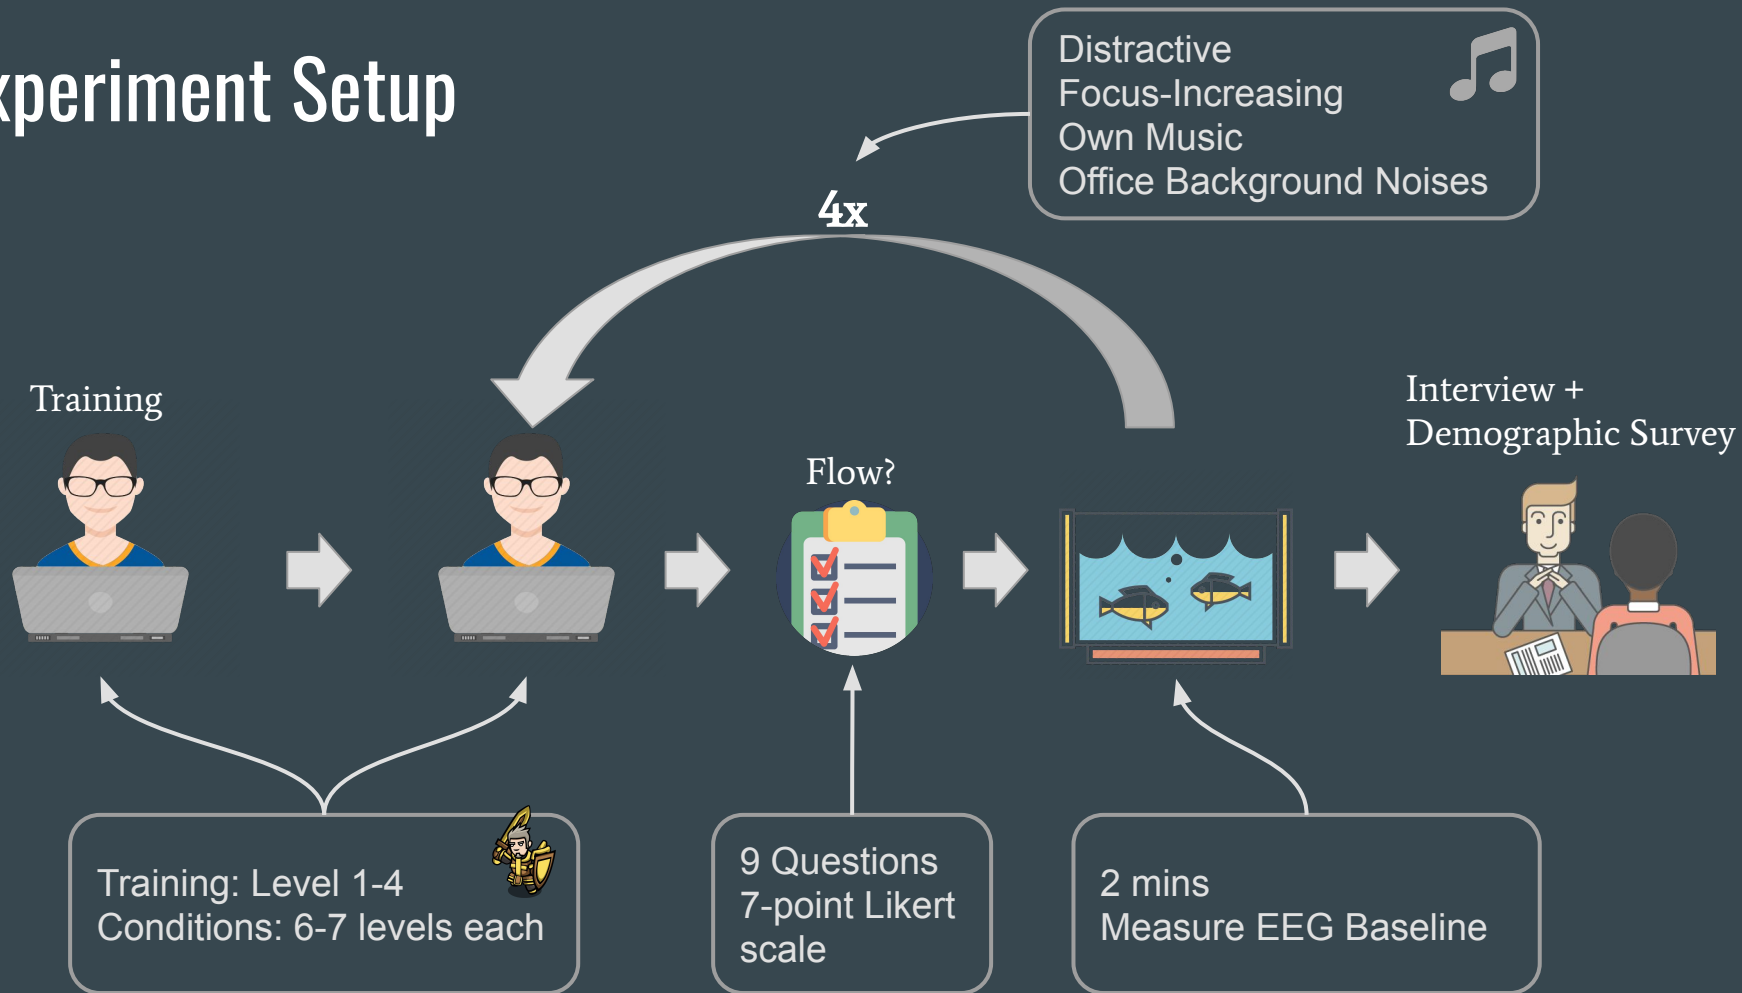 xperiment Setup
Distractive
Focus-Increasing
Own Music
Office Background Noises
4x
Training
Flow?
Interview +
Demographic Survey
Training: Level 1-4
Conditions: 6-7 levels each
9 Questions
7-point Likert
scale
2 mins
Measure EEG Baseline